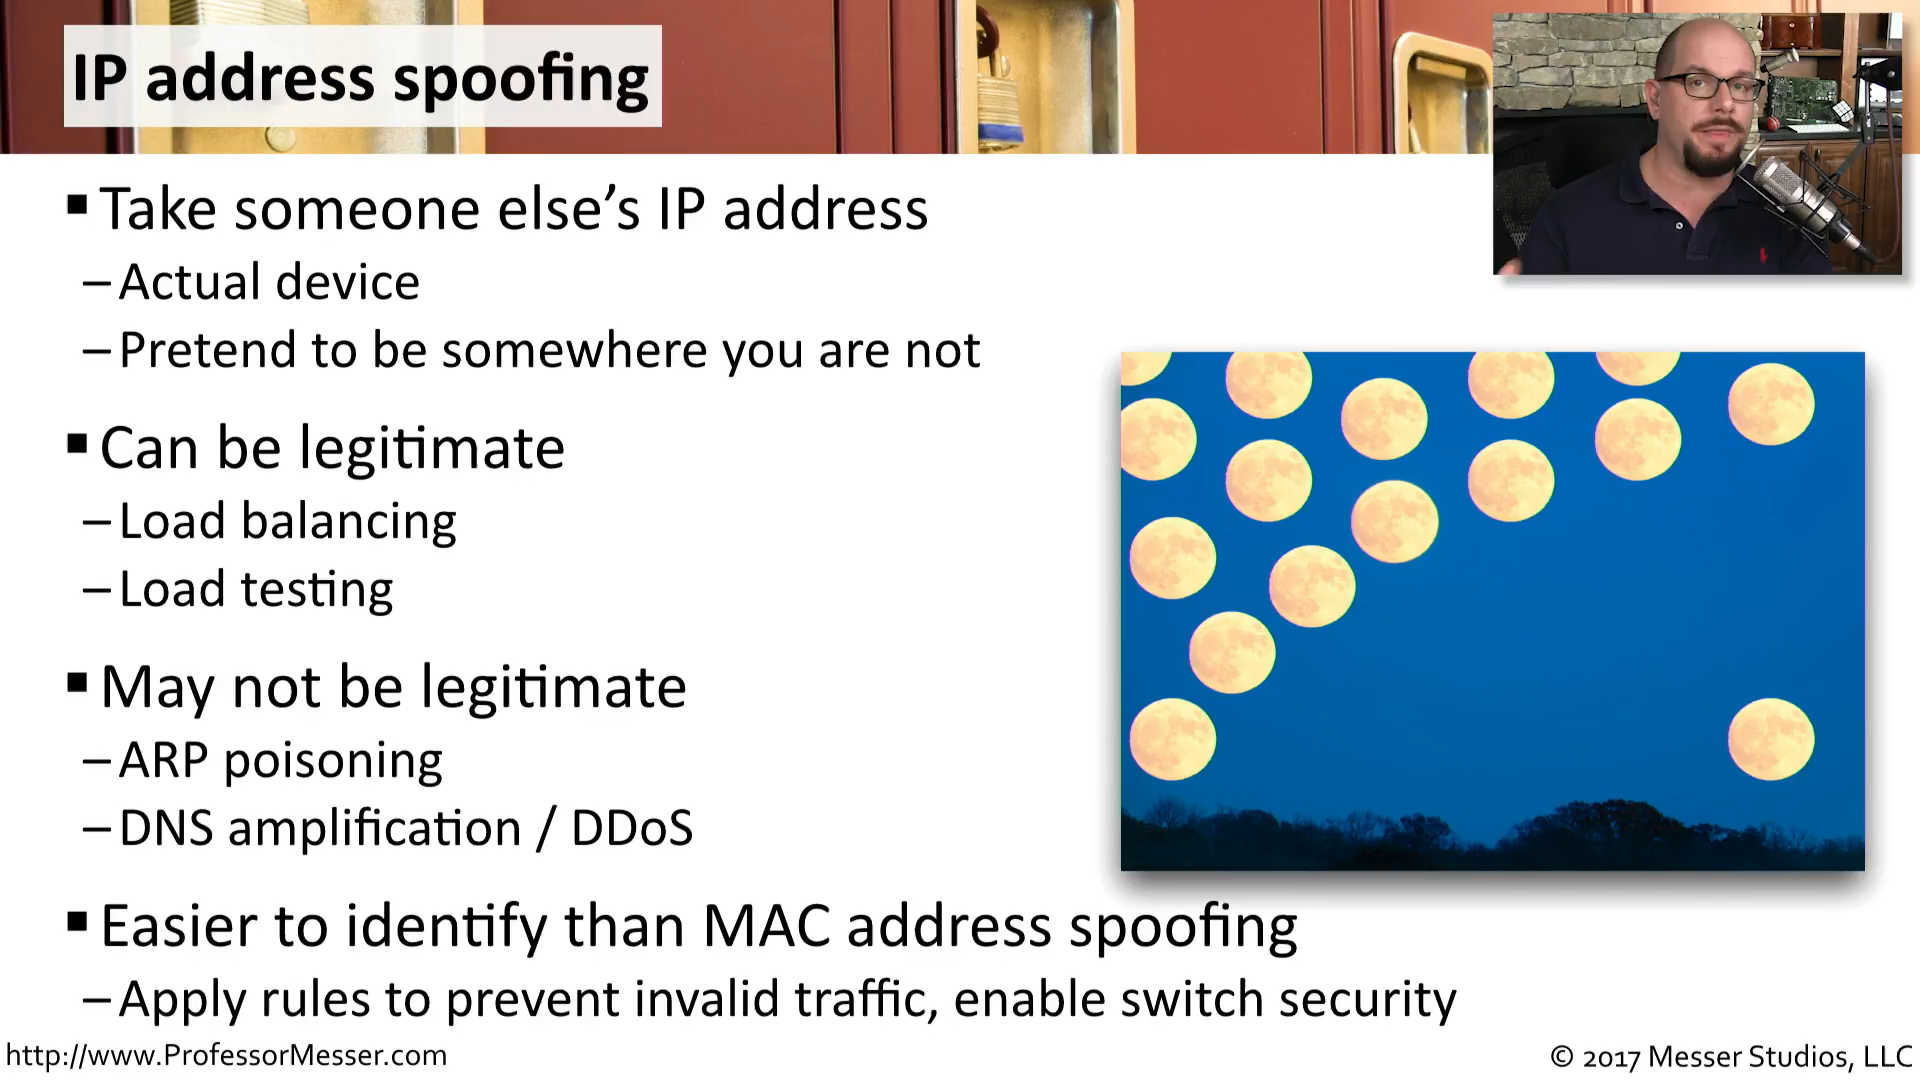 IP address spoofing
▪ Take someone else’s IP address
– Actual device
– Pretend to be somewhere you are not
▪ Can be legitimate
– Load balancing
– Load testing
▪ May not be legitimate
– ARP poisoning
– DNS amplification / DDoS
▪ Easier to identify than MAC address spoofing
– Apply rules to prevent invalid traffic, enable switch security
http://www.ProfessorMesser.com
© 2017 Messer Studios, LLC